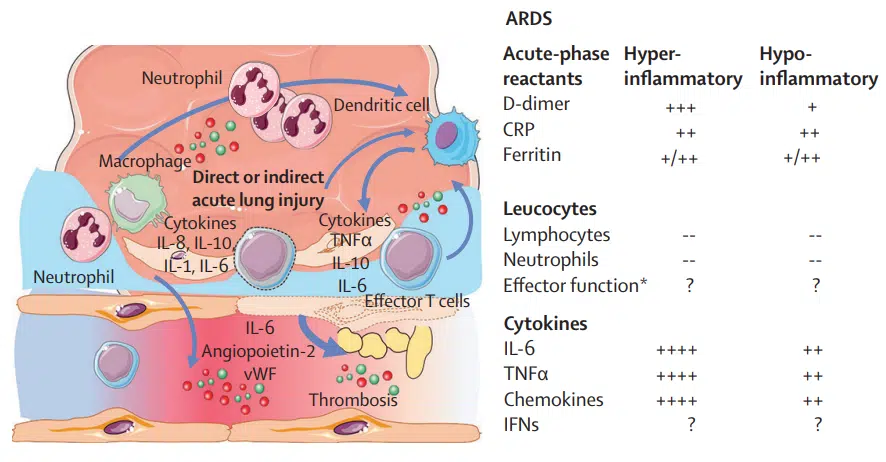 Neutrophil
Dendritic cell
Macrophage
Direct or indirect
acute lung injury
Cytokines
IL-8, IL-10,
IL-1, IL-6
Cytokines
TNFα
IL-10
IL-6
Neutrophil
Effector T cells
IL-6
Angiopoietin-2
vWF
Thrombosis
ARDS
Acute-phase reactants Hyper-inflammatory Hypo-inflammatory
D-dimer +++ +
CRP ++ ++
Ferritin +/++ +/++
Leucocytes
Lymphocytes -- --
Neutrophils -- --
Effector function* ? ?
Cytokines
IL-6 ++++ ++
TNFα ++++ ++
Chemokines ++++ ++
IFNs ? ?